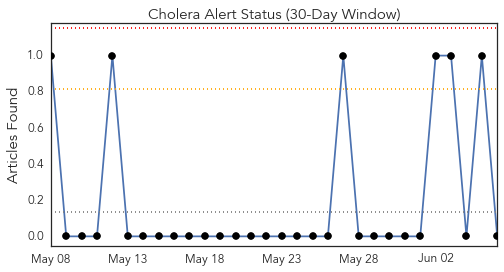 Cholera Alert Status (30-Day Window)
Articles Found
1.0
0.8
0.6
0.4
0.2
0.0
May 08 May 13 May 18 May 23 May 28 Jun 02